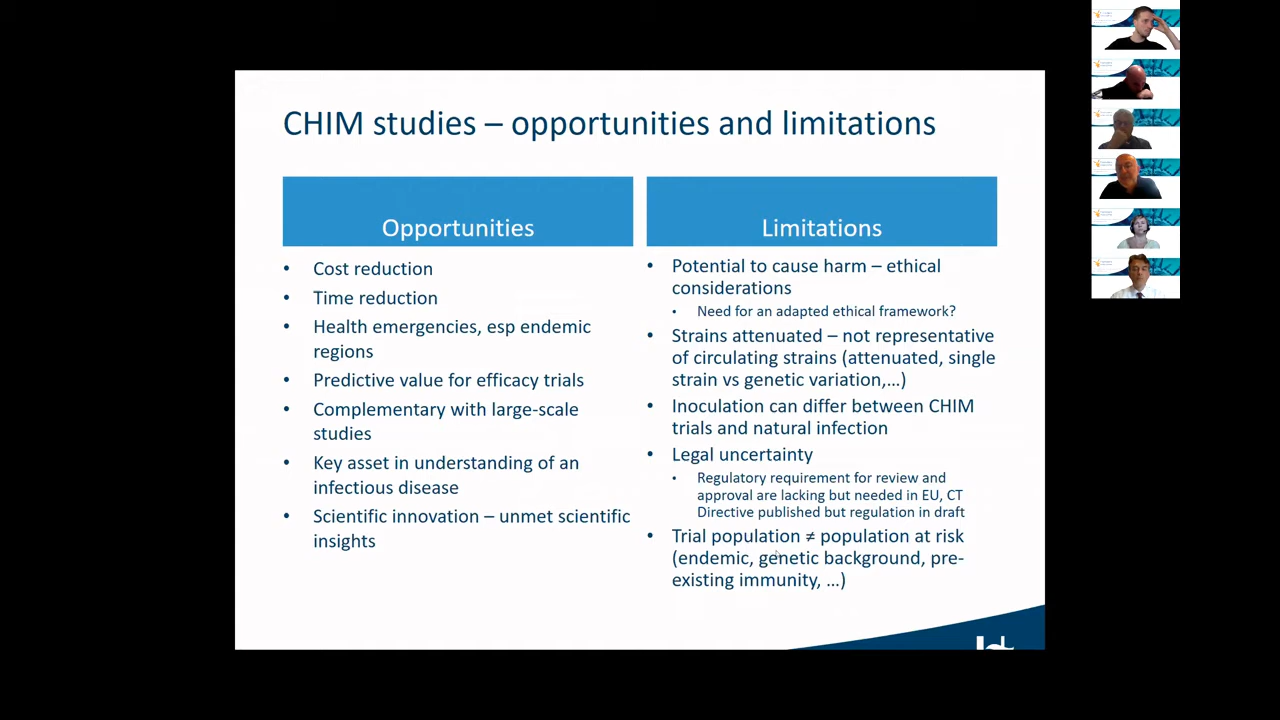 CHIM studies – opportunities and limitations
Opportunities
• Cost reduction
• Time reduction
• Health emergencies, esp endemic
regions
• Predictive value for efficacy trials
• Complementary with large-scale
studies
• Key asset in understanding of an
infectious disease
• Scientific innovation – unmet scientific
insights
Limitations
• Potential to cause harm – ethical
considerations
• Need for an adapted ethical framework?
• Strains attenuated – not representative
of circulating strains (attenuated, single
strain vs genetic variation,…)
• Inoculation can differ between CHIM
trials and natural infection
• Legal uncertainty
• Regulatory requirement for review and
approval are lacking but needed in EU, CT
Directive published but regulation in draft
• Trial population ≠ population at risk
(endemic, genetic background, pre-
existing immunity, …)